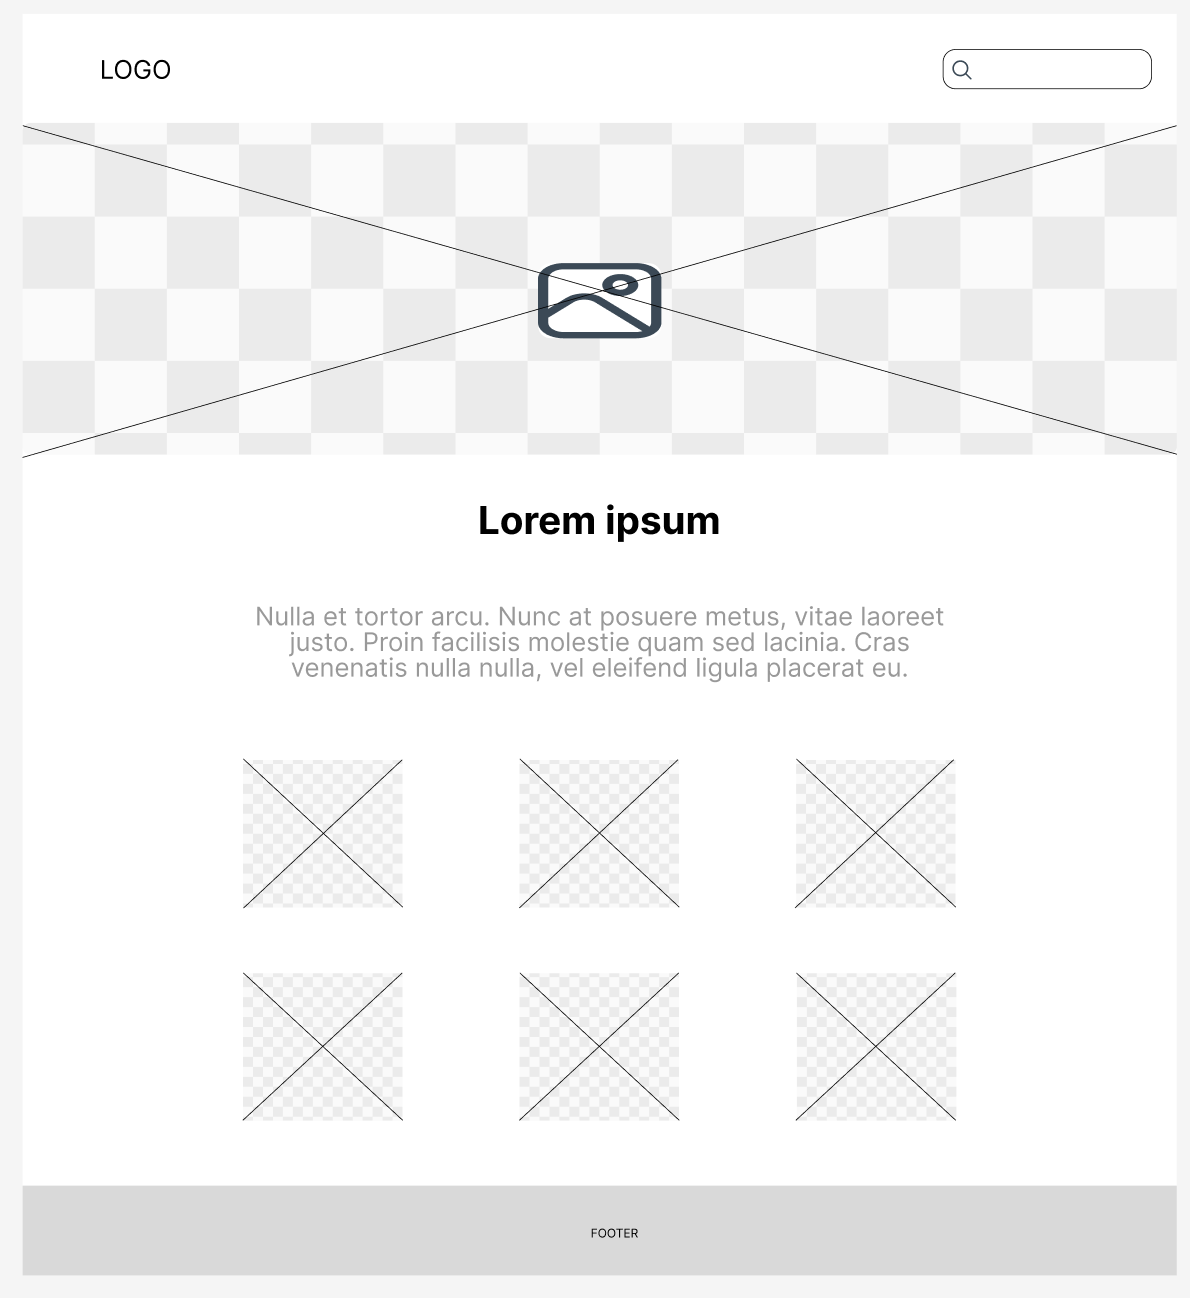 LOGO
Lorem ipsum
Nulla et tortor arcu. Nunc at posuere metus, vitae laoreet
justo. Proin facilisis molestie quam sed lacinia. Cras
venenatis nulla nulla, vel eleifend ligula placerat eu.
FOOTER